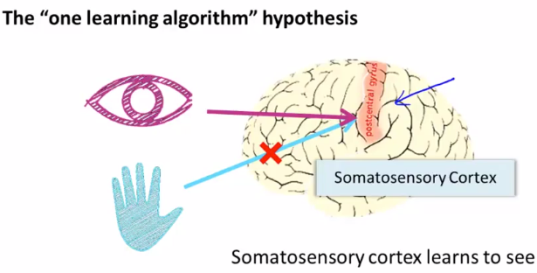 The “one learning algorithm” hypothesis
postcentral gyrus
Somatosensory Cortex
Somatosensory cortex learns to see